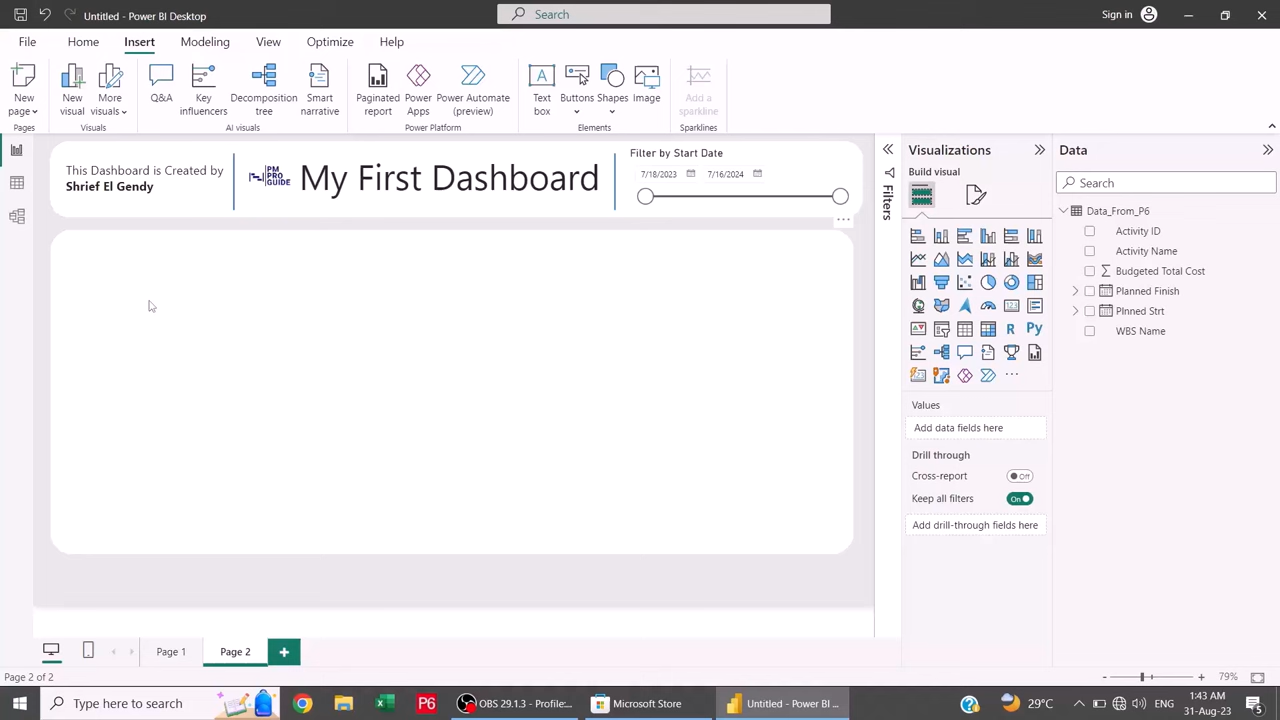 Untitled - Power BI Desktop
Search
Sign in
File
Home
Insert
Modeling
View
Optimize
Help
New page
New visual
More visuals
Q&A
Key influencers
Decomposition tree
Smart narrative
Paginated report
Power Apps
Power Automate (preview)
Text box
Buttons
Shapes
Image
Add a sparkline
Pages
Visuals
AI visuals
Power Platform
Elements
Sparklines
This Dashboard is Created by
Shrief El Gendy
PM PRO GUIDE
My First Dashboard
Filter by Start Date
7/18/2023
7/16/2024
Filters
Visualizations
Build visual
R
Py
123
Values
Add data fields here
Drill through
Cross-report
Off
Keep all filters
On
Add drill-through fields here
Data
Search
Data_From_P6
Activity ID
Activity Name
Budgeted Total Cost
Planned Finish
Plnned Strt
WBS Name
Page 1
Page 2
Page 2 of 2
79%
Type here to search
P6
OBS 29.1.3 - Profile:...
Microsoft Store
Untitled - Power BI ...
29°C
ENG
1:43 AM
31-Aug-23
5